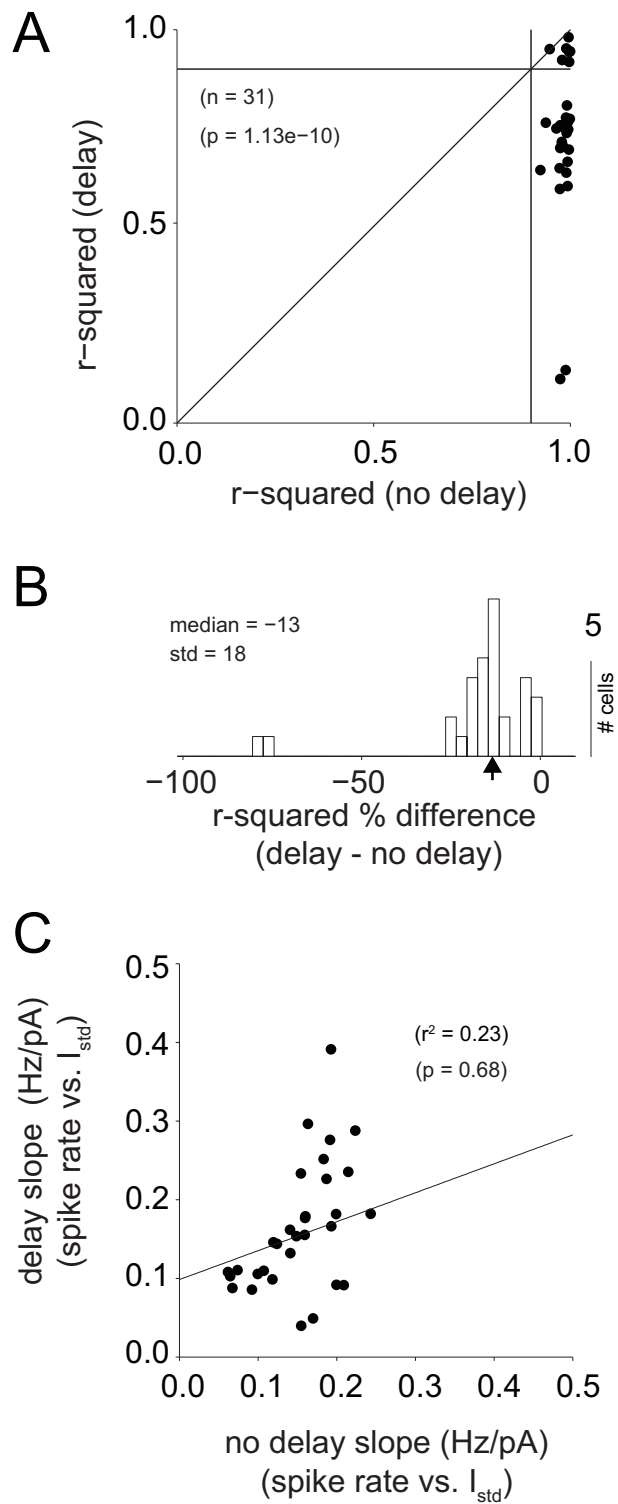 A
1.0
(n = 31)
(p = 1.13e−10)
r−squared (delay)
0.5
0.0
0.0 0.5 1.0
r−squared (no delay)
B
median = −13
std = 18
5
# cells
−100 −50 0
r-squared % difference
(delay - no delay)
C
0.5
(r² = 0.23)
(p = 0.68)
0.4
0.3
delay slope (Hz/pA)
(spike rate vs. I_std)
0.2
0.1
0.0
0.0 0.1 0.2 0.3 0.4 0.5
no delay slope (Hz/pA)
(spike rate vs. I_std)